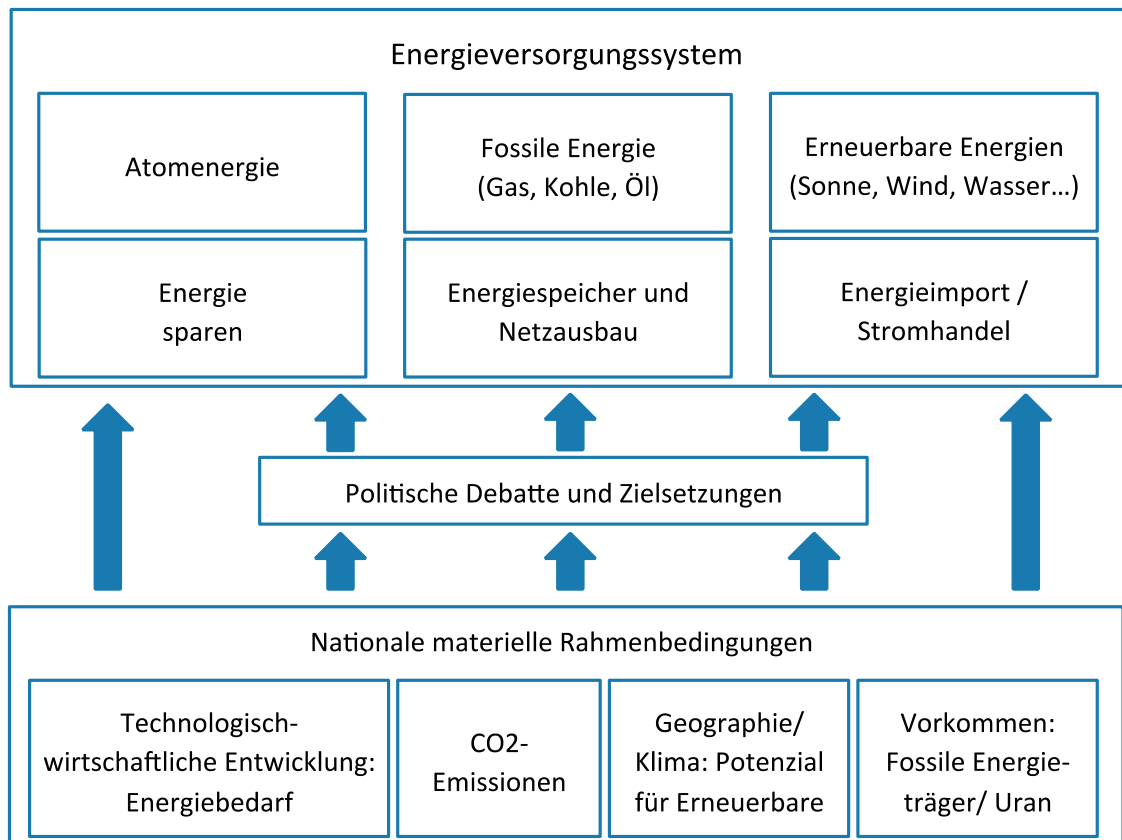 Energieversorgungssystem
Atomenergie
Fossile Energie
(Gas, Kohle, Öl)
Erneuerbare Energien
(Sonne, Wind, Wasser...)
Energie
sparen
Energiespeicher und
Netzausbau
Energieimport /
Stromhandel
Politische Debatte und Zielsetzungen
Nationale materielle Rahmenbedingungen
Technologisch-
wirtschaftliche Entwicklung:
Energiebedarf
CO2-
Emissionen
Geographie/
Klima: Potenzial
für Erneuerbare
Vorkommen:
Fossile Energie-
träger/ Uran